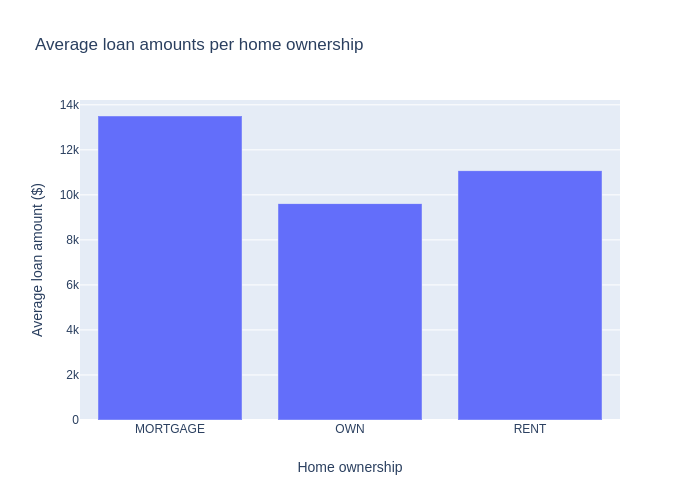 Average loan amounts per home ownership
14k
12k
10k
8k
6k
4k
2k
0
Average loan amount ($)
MORTGAGE OWN RENT
Home ownership